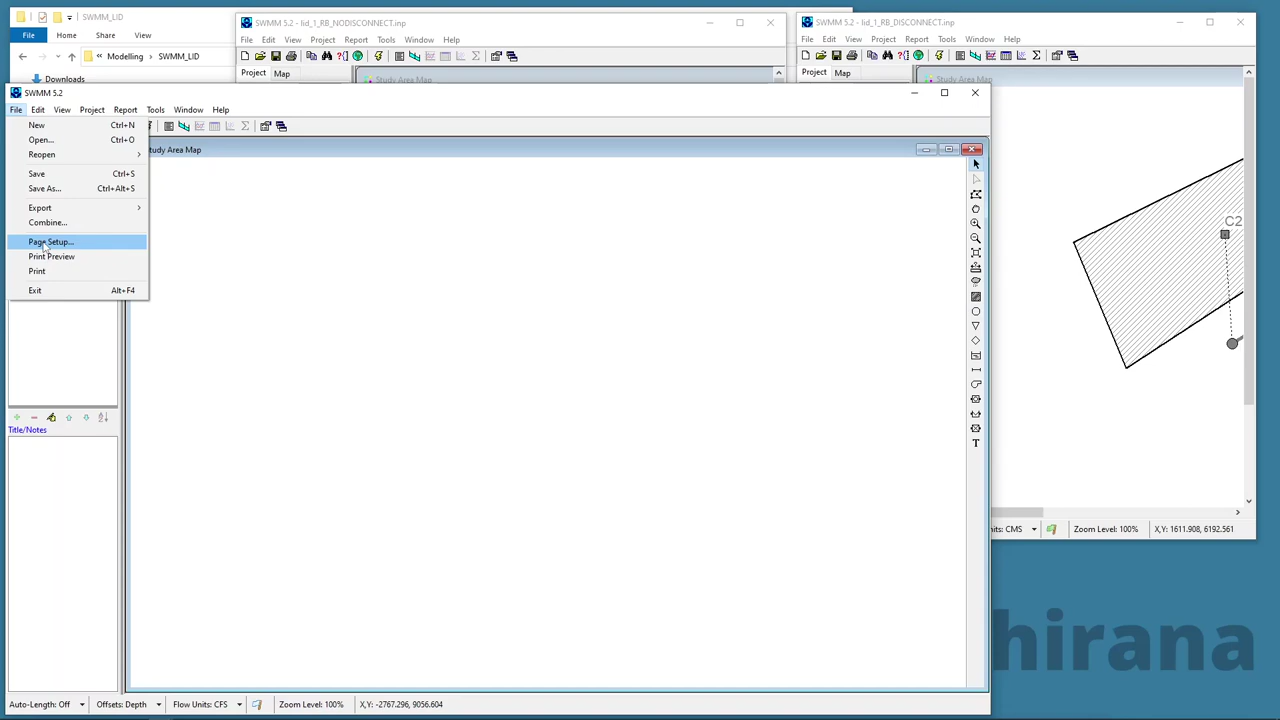 SWMM_LID
File Home Share View
Modelling SWMM_LID
Downloads
SWMM 5.2 - lid_1_RB_NODISCONNECT.inp
File Edit View Project Report Tools Window Help
Project Map
Study Area Map
SWMM 5.2 - lid_1_RB_DISCONNECT.inp
File Edit View Project Report Tools Window Help
Project Map
Study Area Map
C2
SWMM 5.2
File Edit View Project Report Tools Window Help
New Ctrl+N
Open... Ctrl+O
Reopen
Save Ctrl+S
Save As... Ctrl+Alt+S
Export
Combine...
Page Setup...
Print Preview
Print
Exit Alt+F4
Study Area Map
T
Title/Notes
Auto-Length: Off Offsets: Depth Flow Units: CFS Zoom Level: 100% X,Y: -2767.296, 9056.604
CMS Zoom Level: 100% X,Y: 1611.908, 6192.561
hirana